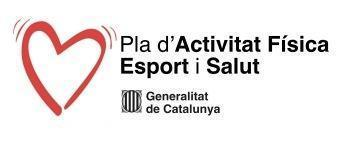 Pla d'Activitat Física
Esport i Salut
Generalitat
de Catalunya